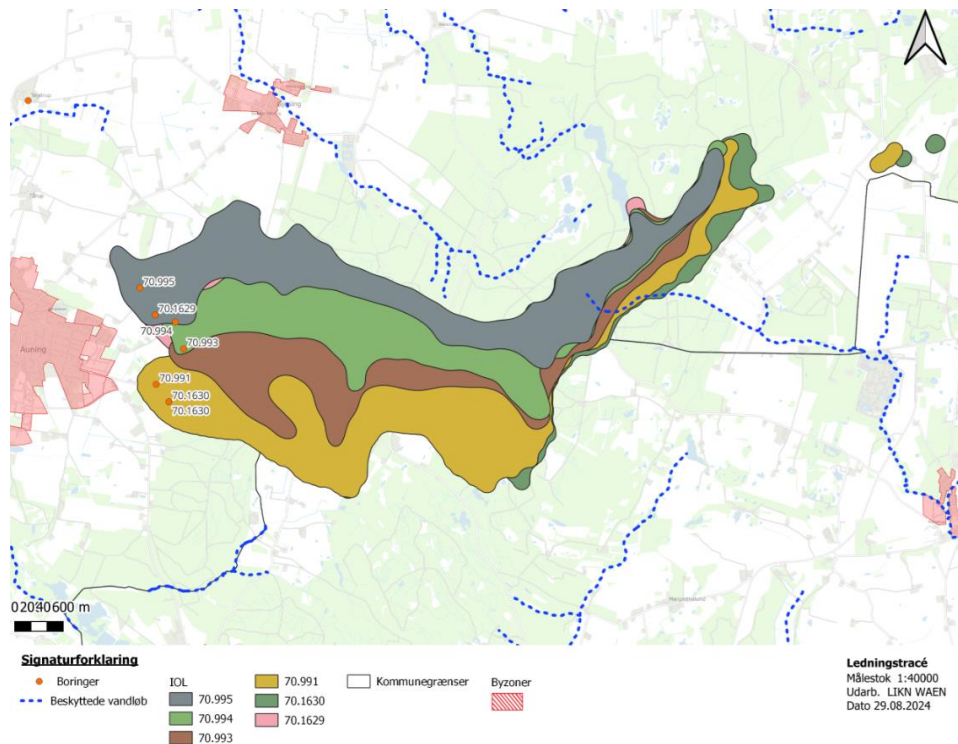 70.995
70.1629
70.994
70.993
Auning
70.991
70.1630
70.1630
0 200 400 600 m
Signaturforklaring
Boringer
Beskyttede vandløb
IOL
70.995
70.994
70.993
70.991
70.1630
70.1629
Kommunegrænser
Byzoner
Ledningstracé
Målestok 1:40000
Udarb. LIKN WAEN
Dato 29.08.2024